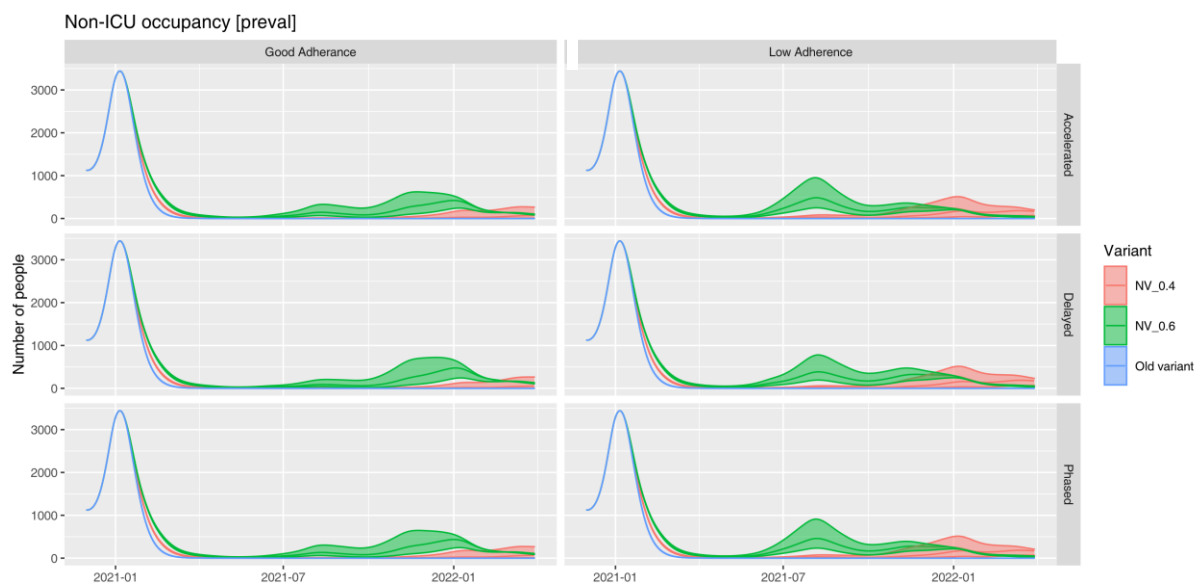 Non-ICU occupancy [preval]
Good Adherance
Low Adherence
Number of people
3000
2000
1000
0
Accelerated
3000
2000
1000
0
Delayed
3000
2000
1000
0
Phased
2021-01
2021-07
2022-01
2021-01
2021-07
2022-01
Variant
NV_0.4
NV_0.6
Old variant